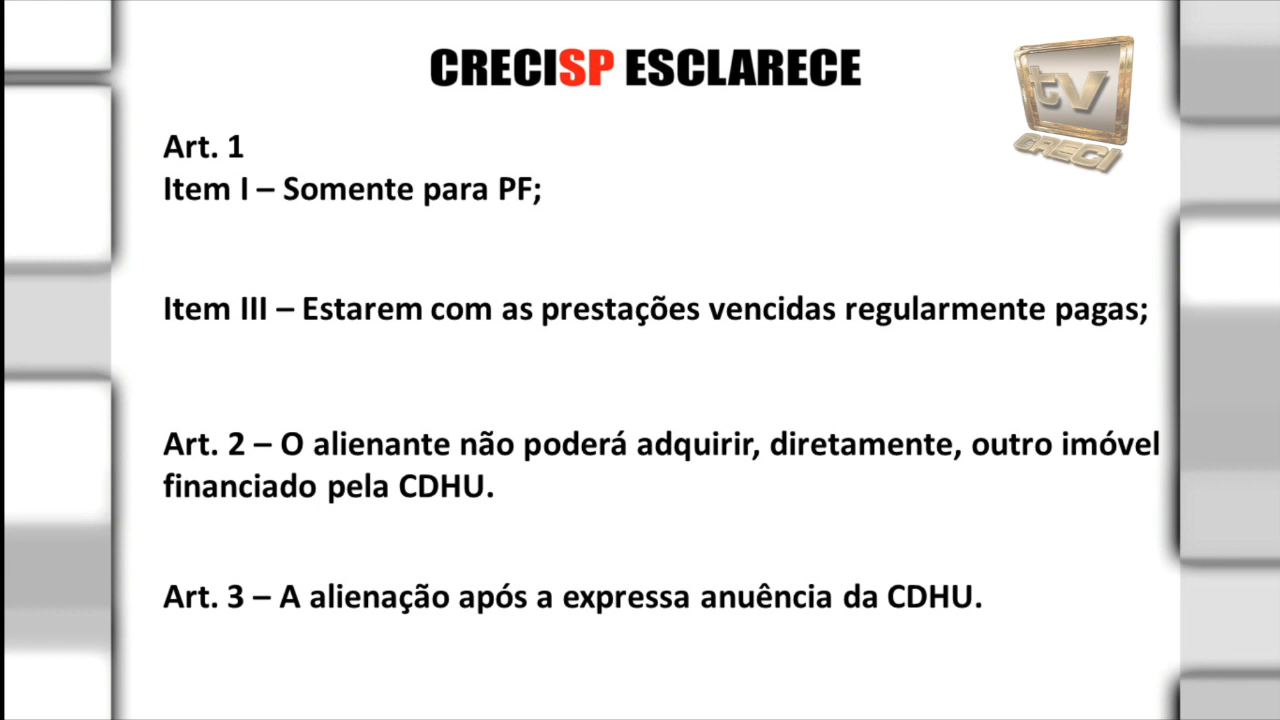 CRECISP ESCLARECE
tv
CRECI
Art. 1
Item I – Somente para PF;
Item III – Estarem com as prestações vencidas regularmente pagas;
Art. 2 – O alienante não poderá adquirir, diretamente, outro imóvel
financiado pela CDHU.
Art. 3 – A alienação após a expressa anuência da CDHU.